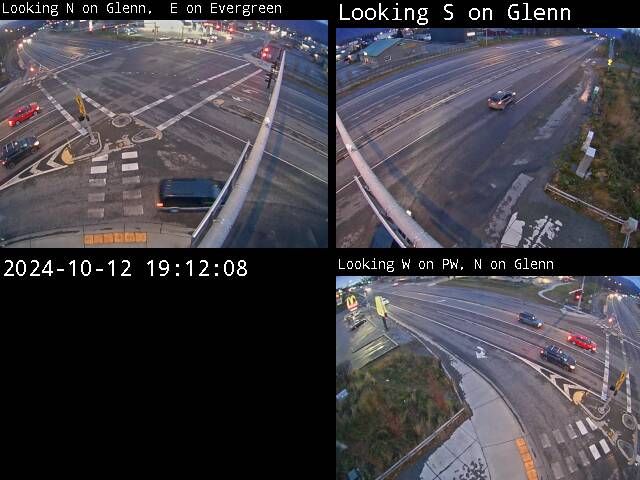 Looking N on Glenn,  E on Evergreen
Looking S on Glenn
2024-10-12 19:12:08
Looking W on PW, N on Glenn